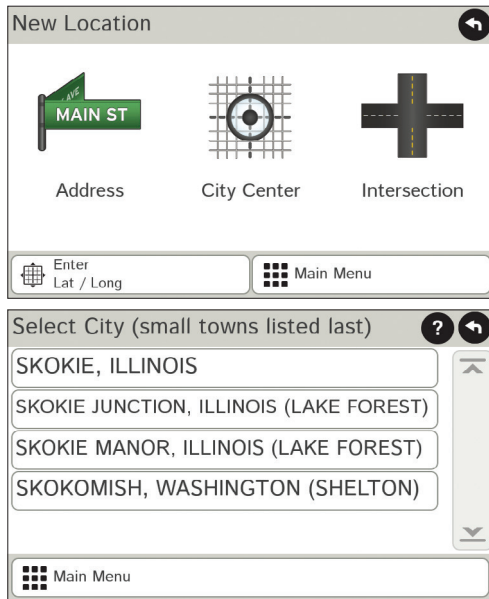 New Location
AVE
MAIN ST
Address
City Center
Intersection
Enter
Lat / Long
Main Menu
Select City (small towns listed last)
?
SKOKIE, ILLINOIS
SKOKIE JUNCTION, ILLINOIS (LAKE FOREST)
SKOKIE MANOR, ILLINOIS (LAKE FOREST)
SKOKOMISH, WASHINGTON (SHELTON)
Main Menu